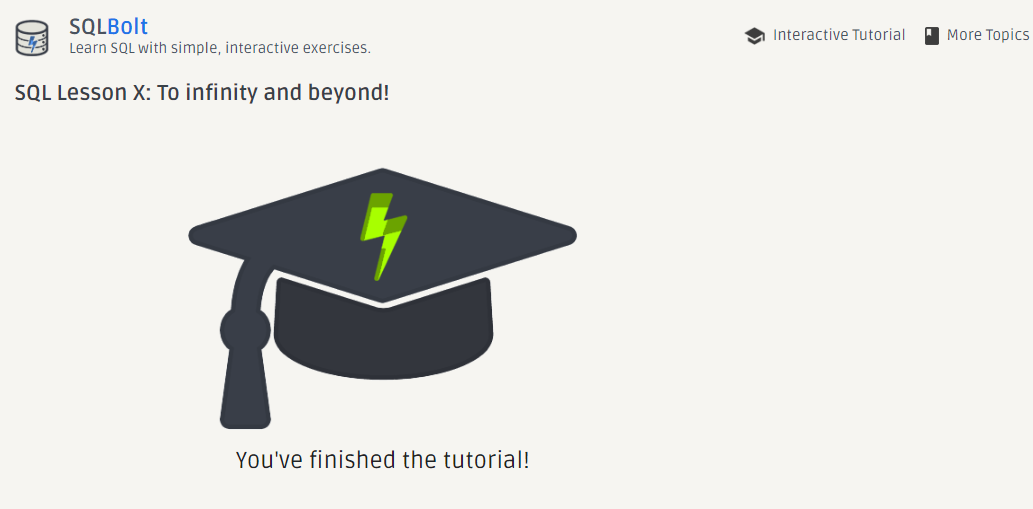 SQLBolt
Learn SQL with simple, interactive exercises.
Interactive Tutorial
More Topics
SQL Lesson X: To infinity and beyond!
You've finished the tutorial!